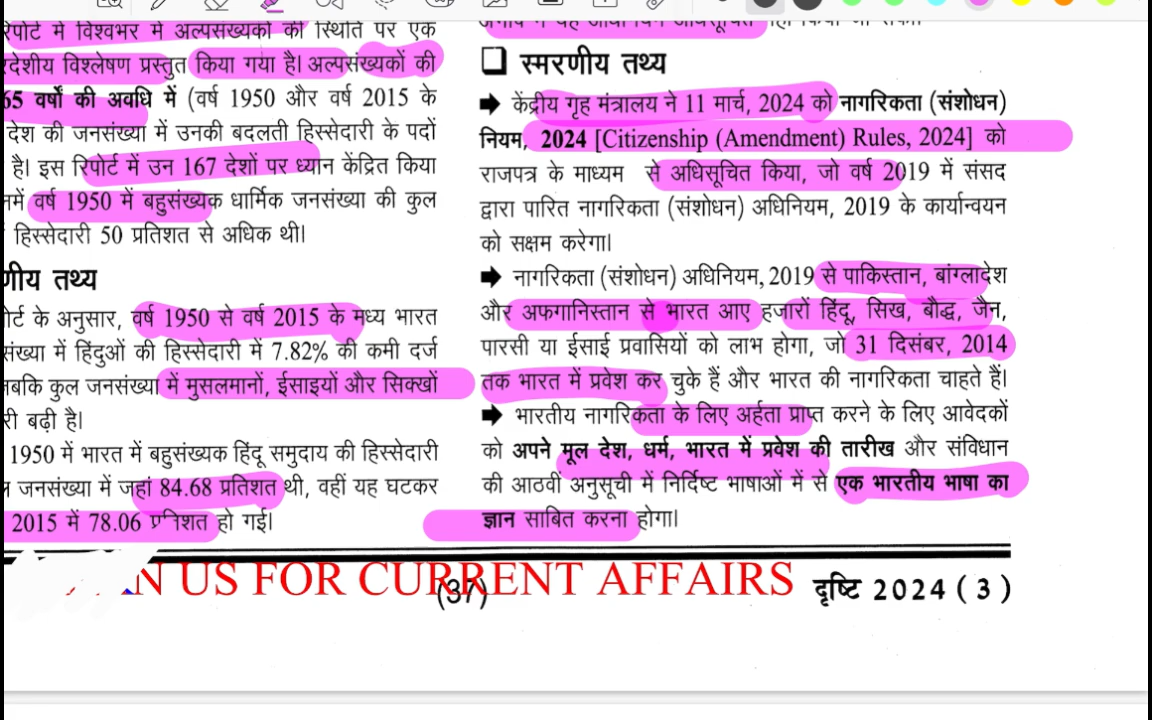 रिपोर्ट में विश्वभर में अल्पसंख्यकों की स्थिति पर एक
देशीय विश्लेषण प्रस्तुत किया गया है। अल्पसंख्यकों की
65 वर्षों की अवधि में (वर्ष 1950 और वर्ष 2015 के
देश की जनसंख्या में उनकी बदलती हिस्सेदारी के पदों
है। इस रिपोर्ट में उन 167 देशों पर ध्यान केंद्रित किया
नमें वर्ष 1950 में बहुसंख्यक धार्मिक जनसंख्या की कुल
हिस्सेदारी 50 प्रतिशत से अधिक थी।
णीय तथ्य
ोर्ट के अनुसार, वर्ष 1950 से वर्ष 2015 के मध्य भारत
संख्या में हिंदुओं की हिस्सेदारी में 7.82% की कमी दर्ज
जबकि कुल जनसंख्या में मुसलमानों, ईसाइयों और सिक्खों
री बढ़ी है।
1950 में भारत में बहुसंख्यक हिंदू समुदाय की हिस्सेदारी
जनसंख्या में जहां 84.68 प्रतिशत थी, वहीं यह घटकर
2015 में 78.06 प्रतिशत हो गई।
❑ स्मरणीय तथ्य
➡ केंद्रीय गृह मंत्रालय ने 11 मार्च, 2024 को नागरिकता (संशोधन)
नियम, 2024 [Citizenship (Amendment) Rules, 2024] को
राजपत्र के माध्यम से अधिसूचित किया, जो वर्ष 2019 में संसद
द्वारा पारित नागरिकता (संशोधन) अधिनियम, 2019 के कार्यान्वयन
को सक्षम करेगा।
➡ नागरिकता (संशोधन) अधिनियम, 2019 से पाकिस्तान, बांग्लादेश
और अफगानिस्तान से भारत आए हजारों हिंदू, सिख, बौद्ध, जैन,
पारसी या ईसाई प्रवासियों को लाभ होगा, जो 31 दिसंबर, 2014
तक भारत में प्रवेश कर चुके हैं और भारत की नागरिकता चाहते हैं।
➡ भारतीय नागरिकता के लिए अर्हता प्राप्त करने के लिए आवेदकों
को अपने मूल देश, धर्म, भारत में प्रवेश की तारीख और संविधान
की आठवीं अनुसूची में निर्दिष्ट भाषाओं में से एक भारतीय भाषा का
ज्ञान साबित करना होगा।
N US FOR CURRENT AFFAIRS
(37)
दृष्टि 2024 ( 3 )